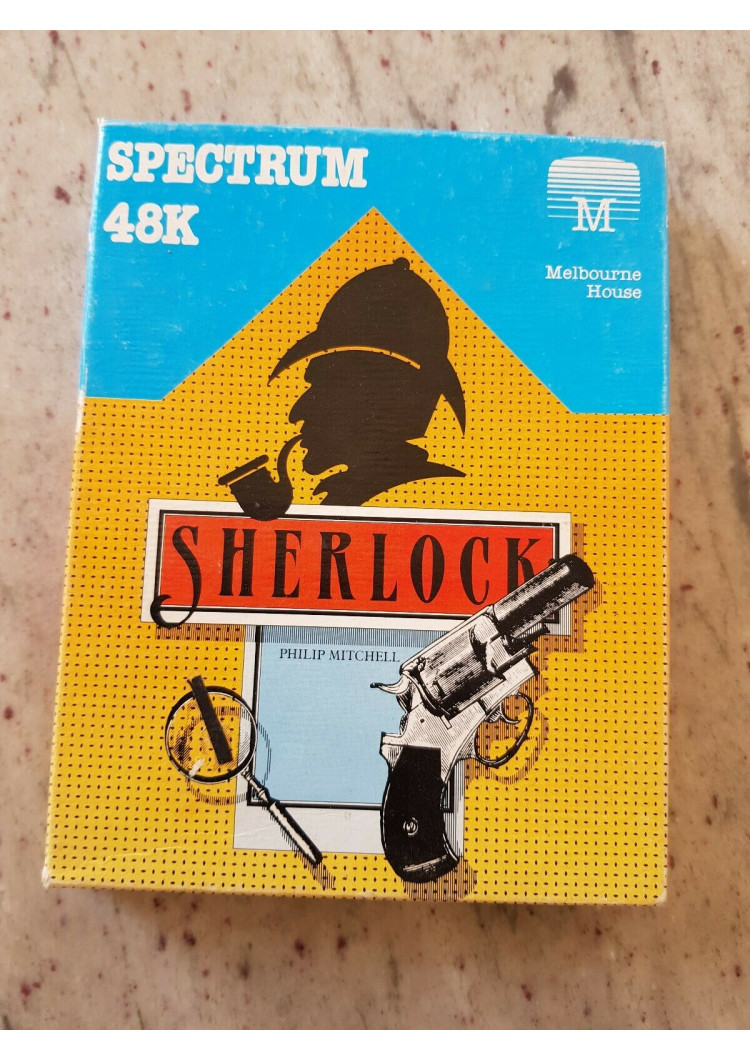 SPECTRUM
48K
M
Melbourne
House
SHERLOCK
PHILIP MITCHELL